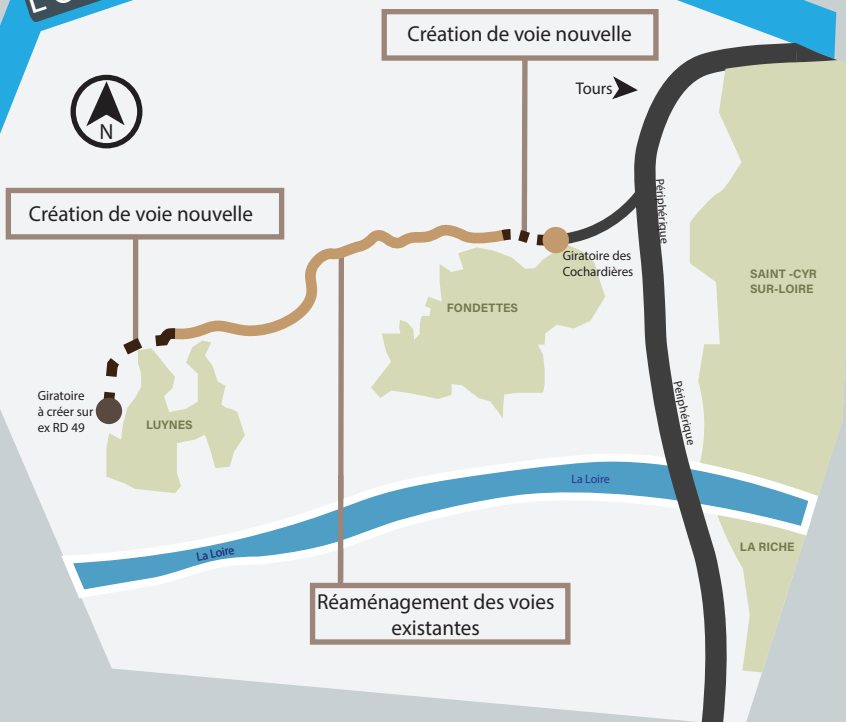 Création de voie nouvelle
Tours
N
Périphérique
Création de voie nouvelle
Giratoire des
Cochardières
SAINT -CYR
SUR-LOIRE
FONDETTES
Giratoire
à créer sur
ex RD 49
LUYNES
Périphérique
La Loire
La Loire
LA RICHE
Réaménagement des voies
existantes